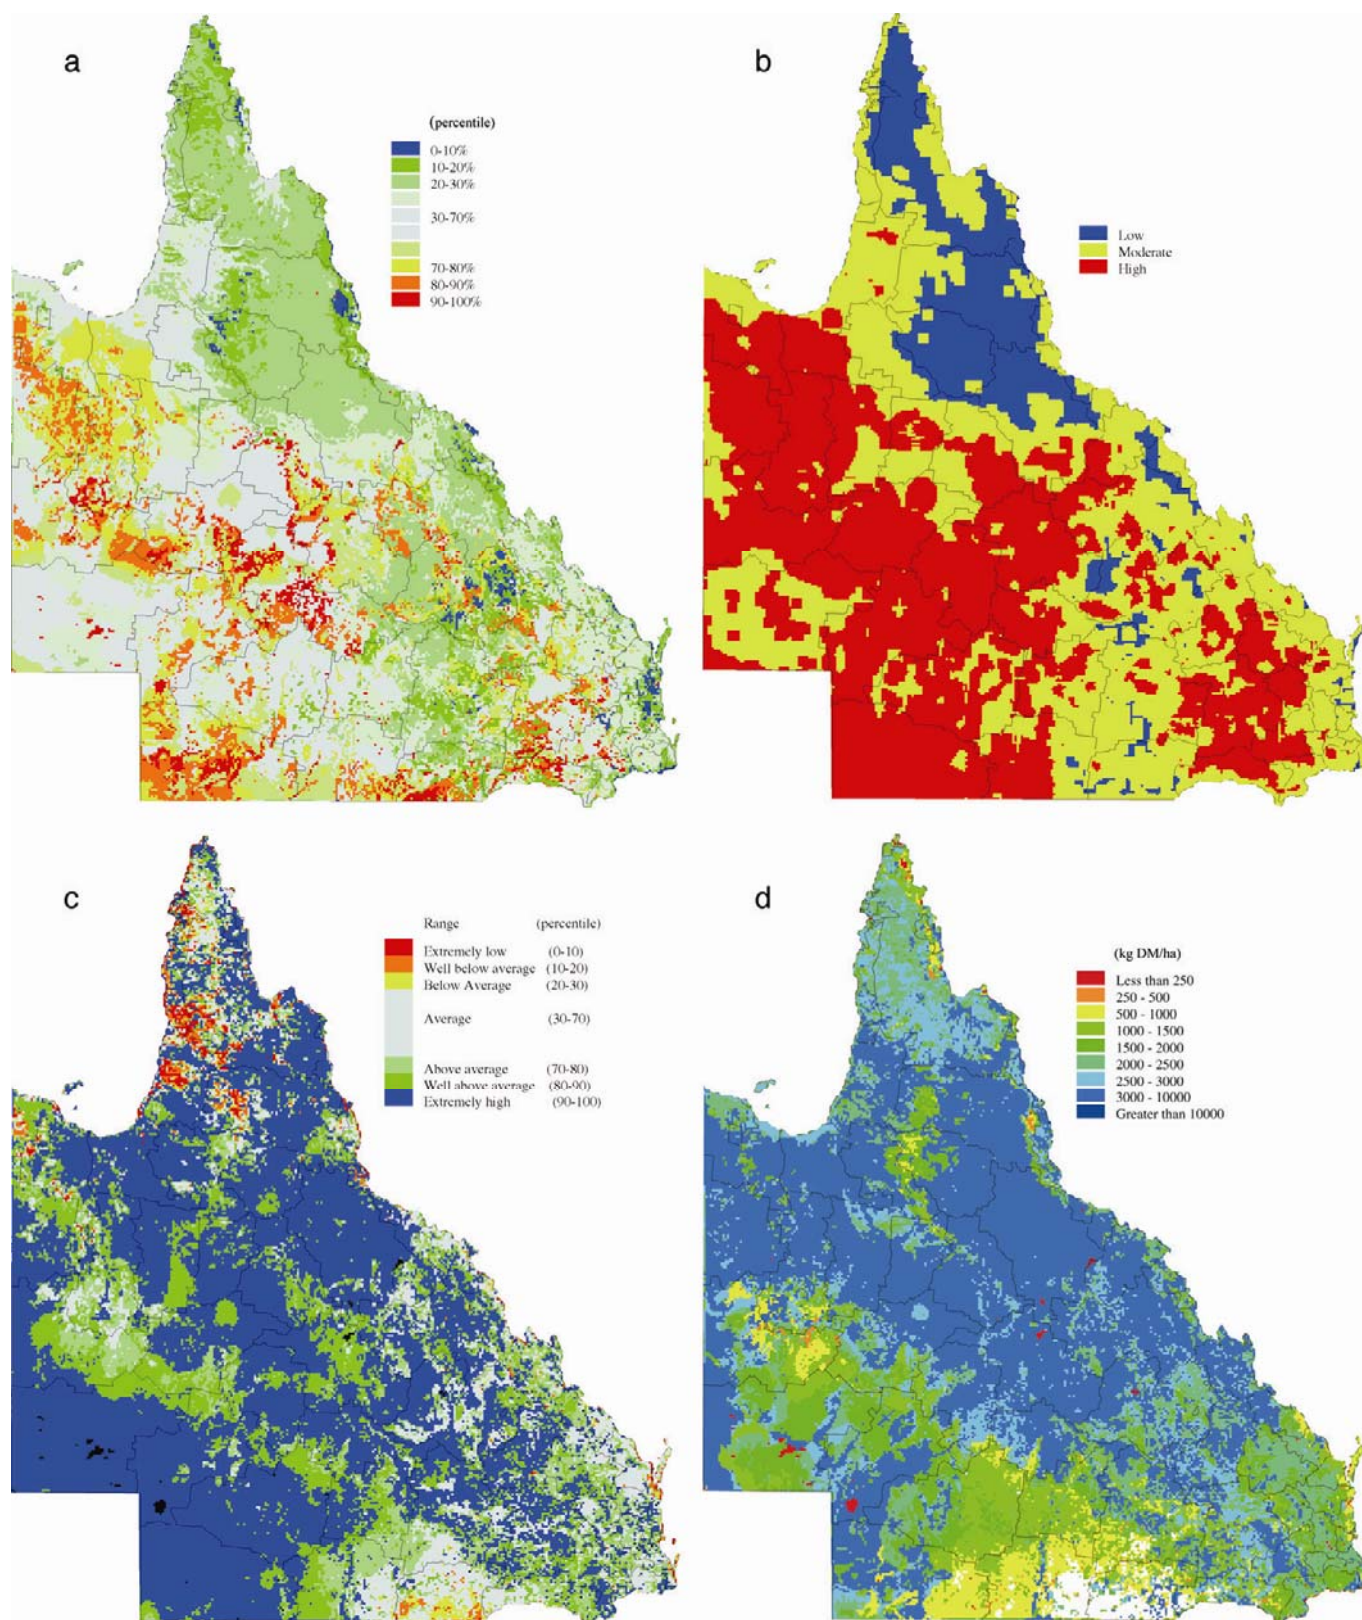 a
(percentile)
0-10%
10-20%
20-30%
30-70%
70-80%
80-90%
90-100%
b
Low
Moderate
High
c
Range (percentile)
Extremely low (0-10)
Well below average (10-20)
Below Average (20-30)
Average (30-70)
Above average (70-80)
Well above average (80-90)
Extremely high (90-100)
d
(kg DM/ha)
Less than 250
250 - 500
500 - 1000
1000 - 1500
1500 - 2000
2000 - 2500
2500 - 3000
3000 - 10000
Greater than 10000